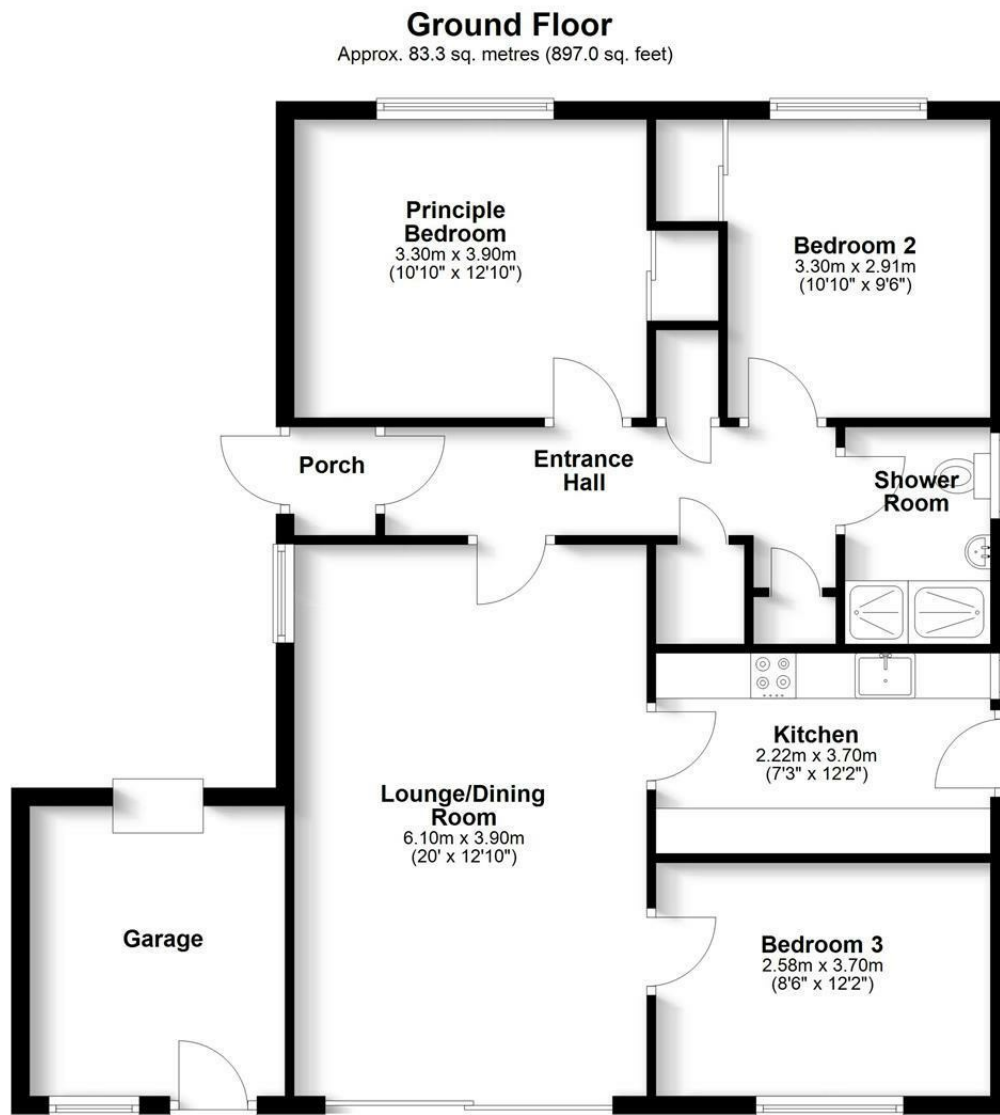 Ground Floor
Approx. 83.3 sq. metres (897.0 sq. feet)
Principle
Bedroom
3.30m x 3.90m
(10'10" x 12'10")
Bedroom 2
3.30m x 2.91m
(10'10" x 9'6")
Porch
Entrance
Hall
Shower
Room
Lounge/Dining
Room
6.10m x 3.90m
(20' x 12'10")
Kitchen
2.22m x 3.70m
(7'3" x 12'2")
Garage
Bedroom 3
2.58m x 3.70m
(8'6" x 12'2")